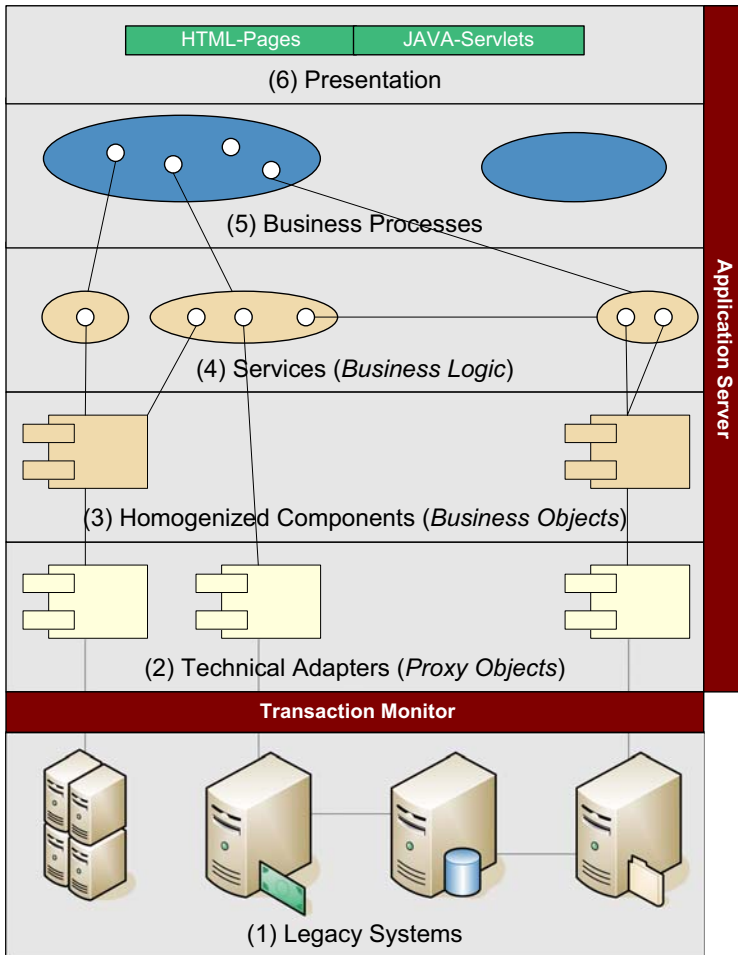 HTML-Pages
JAVA-Servlets
(6) Presentation
(5) Business Processes
(4) Services (Business Logic)
(3) Homogenized Components (Business Objects)
(2) Technical Adapters (Proxy Objects)
Application Server
Transaction Monitor
(1) Legacy Systems